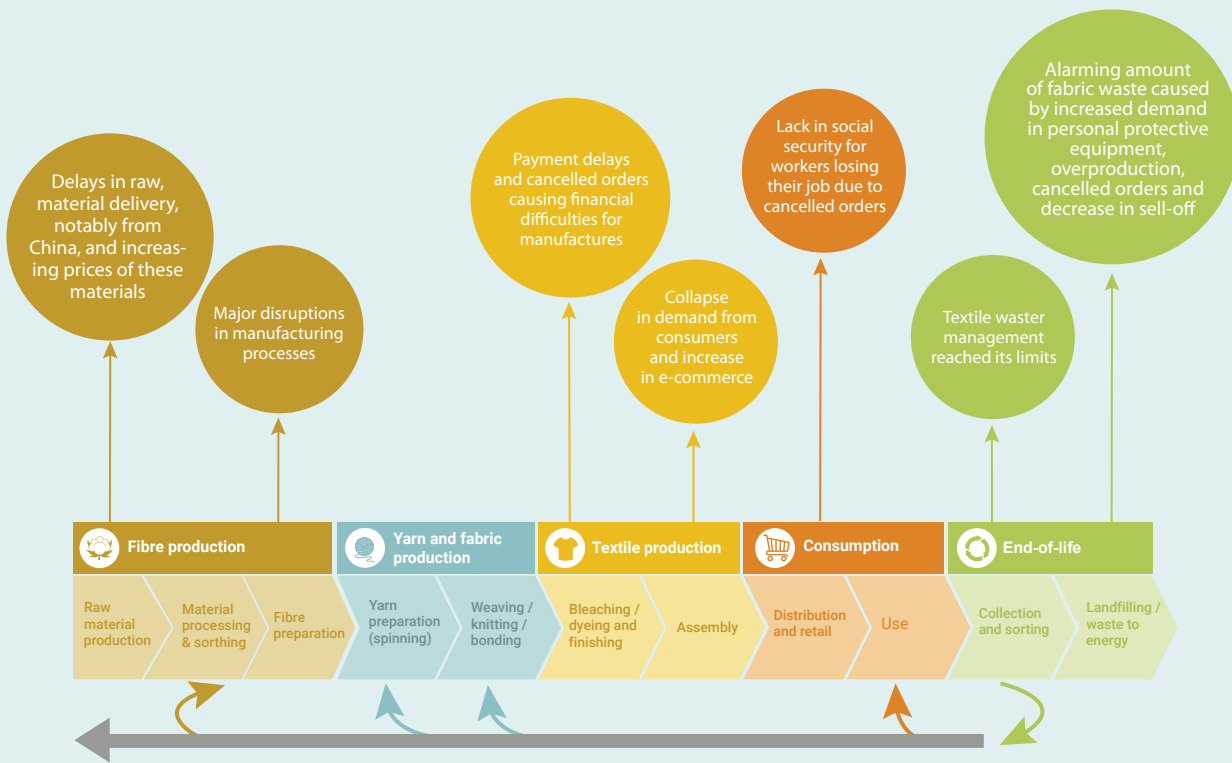 Delays in raw,
material delivery,
notably from
China, and increas-
ing prices of these
materials
Major disruptions
in manufacturing
processes
Payment delays
and cancelled orders
causing financial
difficulties for
manufactures
Collapse
in demand from
consumers
and increase
in e-commerce
Lack in social
security for
workers losing
their job due to
cancelled orders
Textile waster
management
reached its limits
Alarming amount
of fabric waste caused
by increased demand
in personal protective
equipment,
overproduction,
cancelled orders and
decrease in sell-off
Fibre production
Yarn and fabric
production
Textile production
Consumption
End-of-life
Raw
material
production
Material
processing
& sorthing
Fibre
preparation
Yarn
preparation
(spinning)
Weaving /
knitting /
bonding
Bleaching /
dyeing and
finishing
Assembly
Distribution
and retail
Use
Collection
and sorting
Landfilling /
waste to
energy